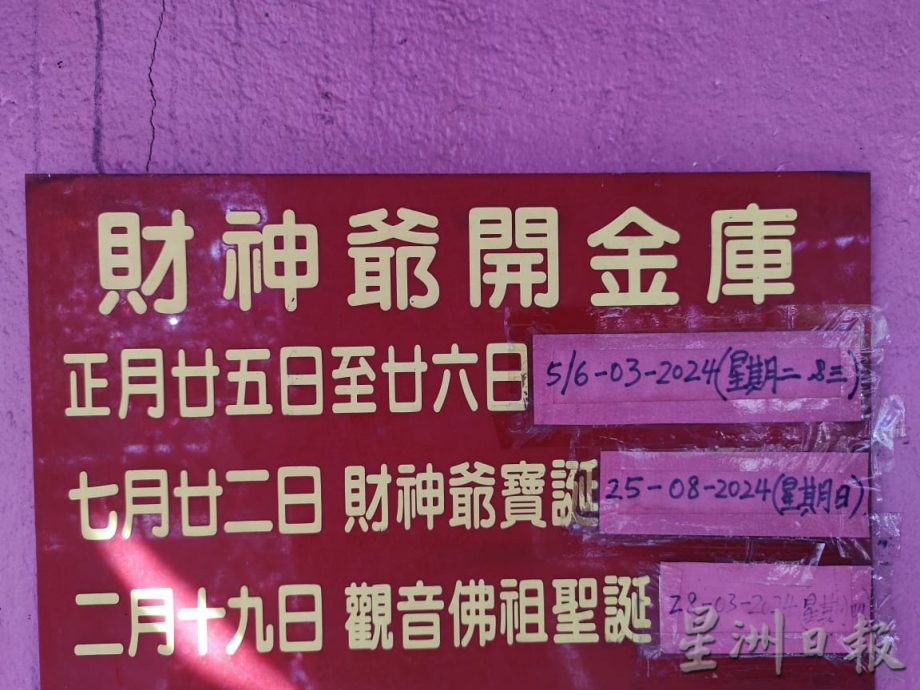 財神爺開金庫
正月廿五日至廿六日 5/6-03-2024(星期二&三)
七月廿二日 財神爺寶誕 25-08-2024(星期日)
二月十九日 觀音佛祖聖誕 28-03-2024 星期四
星洲日報